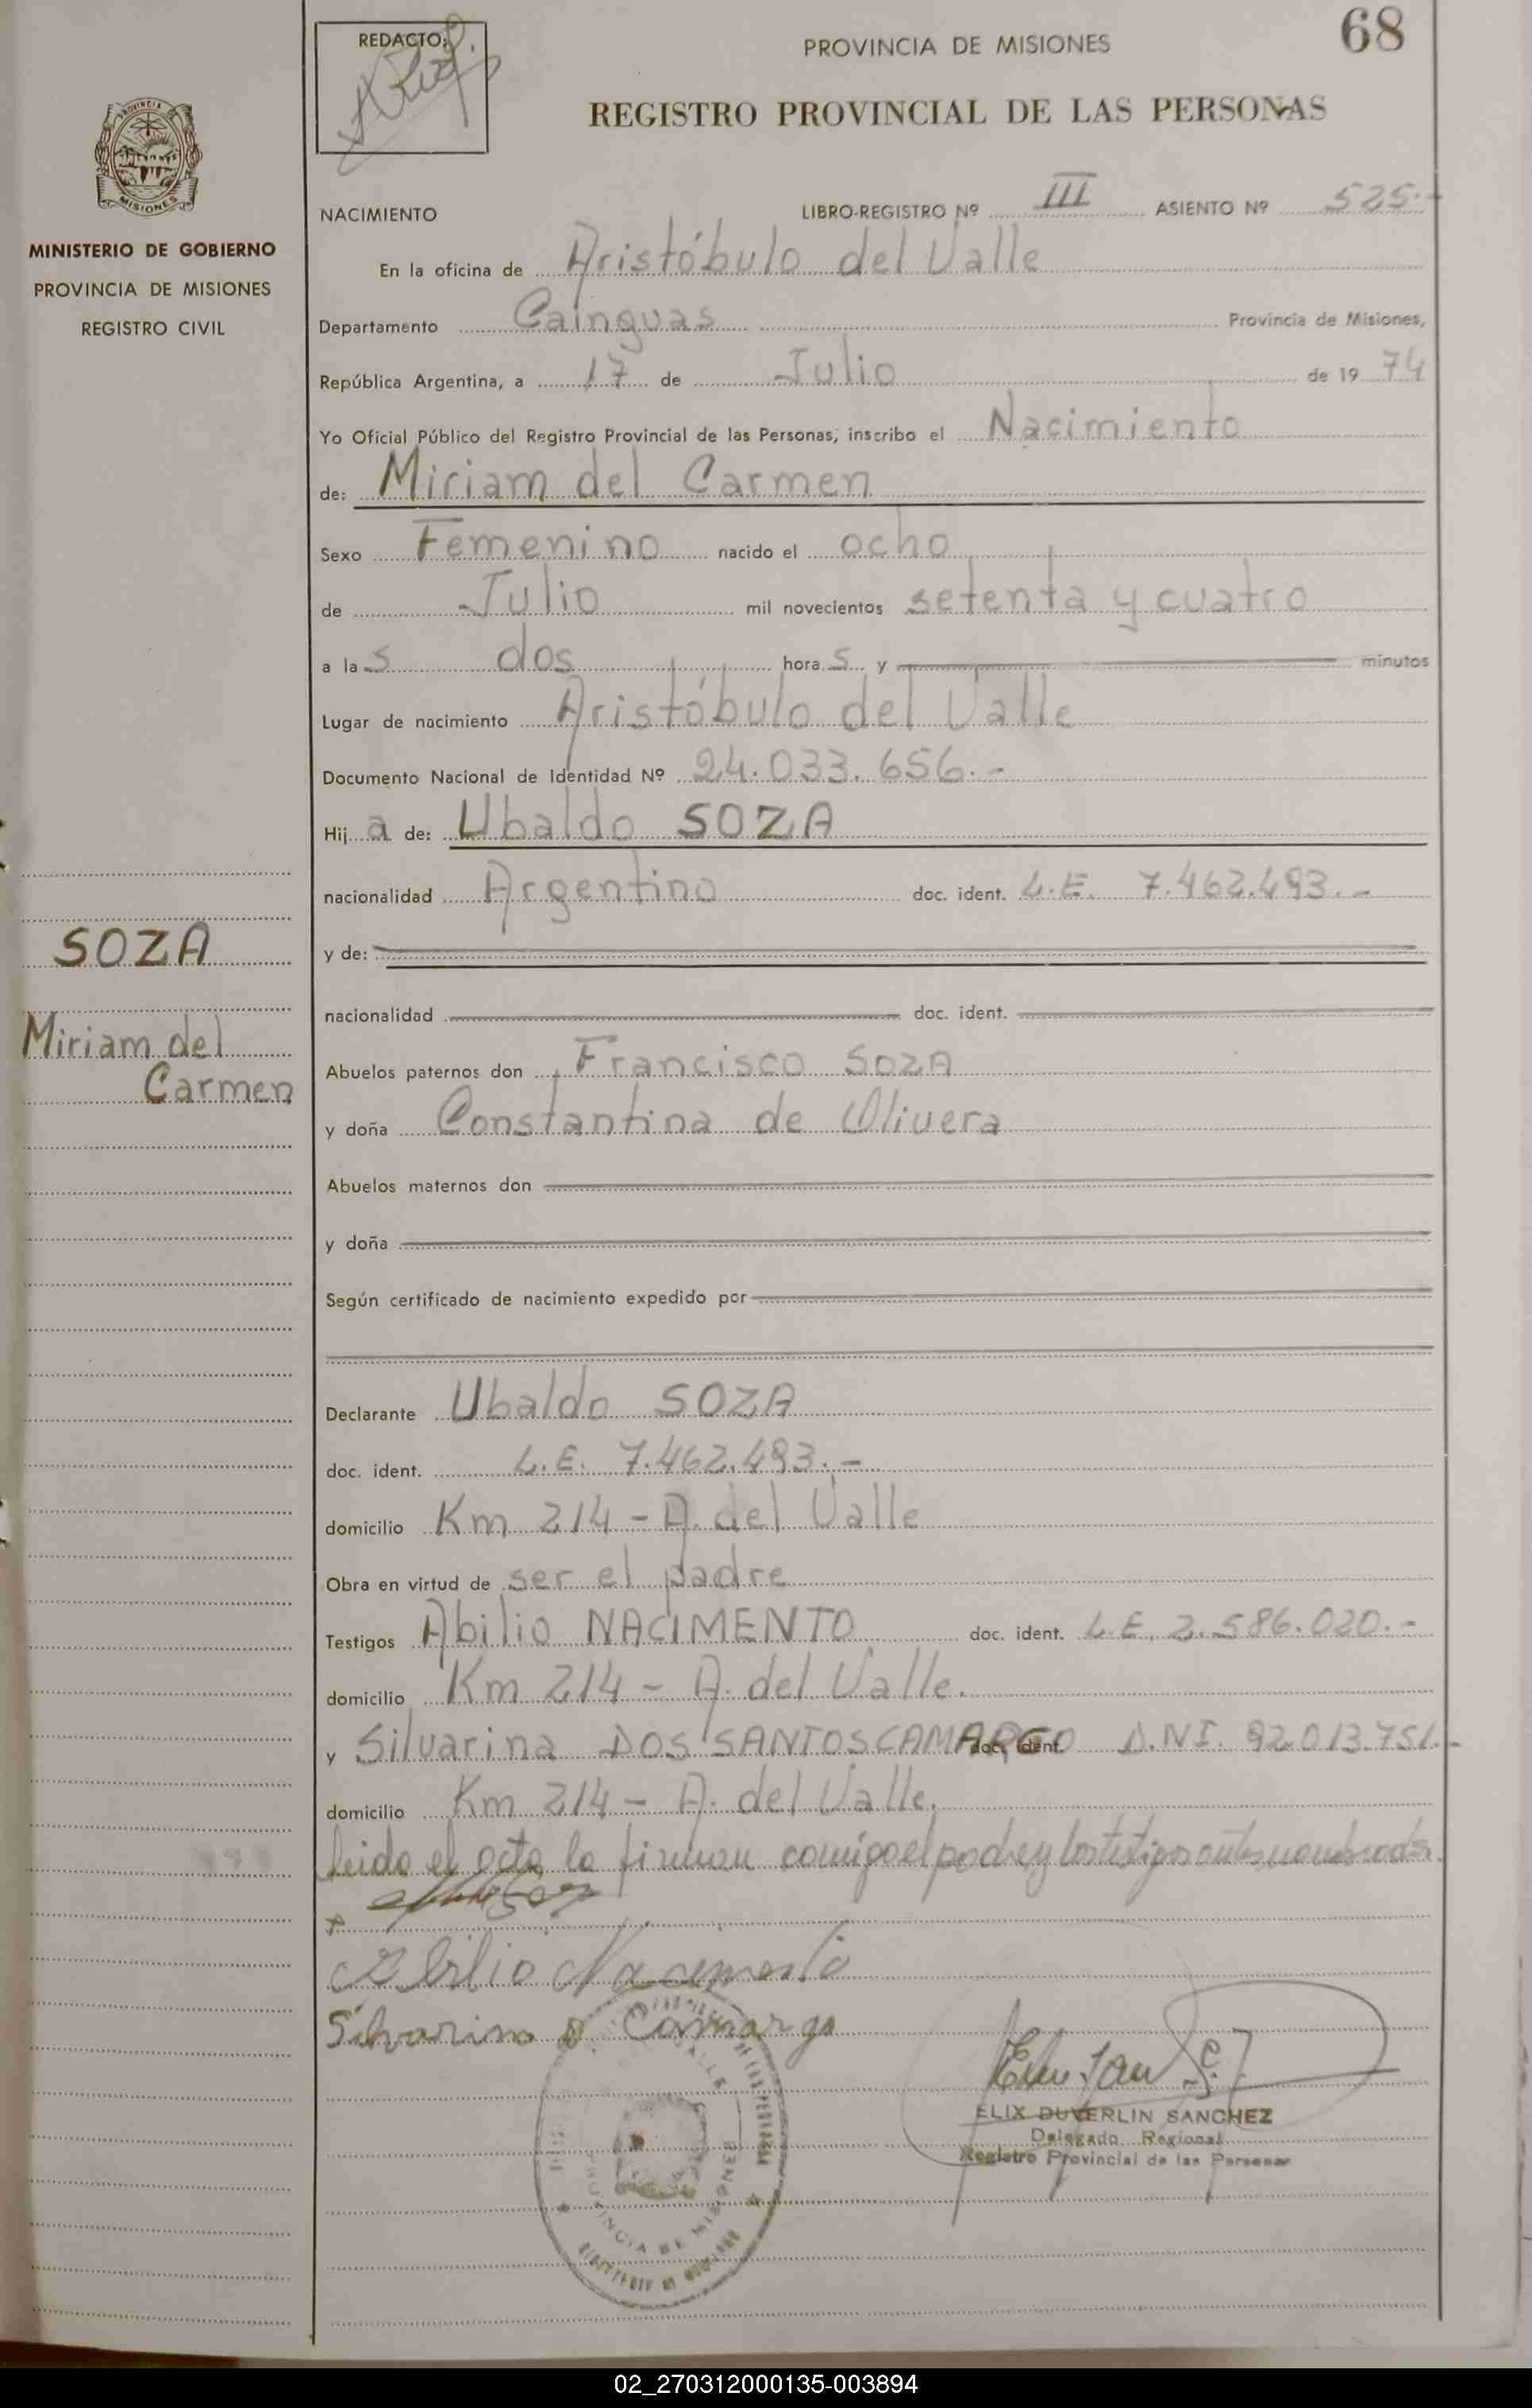 REDACTO:
PROVINCIA DE MISIONES
68
REGISTRO PROVINCIAL DE LAS PERSONAS
PROVINCIA
MISIONES
MINISTERIO DE GOBIERNO
PROVINCIA DE MISIONES
REGISTRO CIVIL
SOZA
Miriam del
Carmen
NACIMIENTO LIBRO-REGISTRO Nº III ASIENTO Nº 525.-
En la oficina de Aristóbulo del Valle
Departamento Cainguas Provincia de Misiones,
República Argentina, a 17 de Julio de 19 74
Yo Oficial Público del Registro Provincial de las Personas, inscribo el Nacimiento
de: Miriam del Carmen
Sexo Femenino nacido el ocho
de Julio mil novecientos setenta y cuatro
a las dos horas y minutos
Lugar de nacimiento Aristóbulo del Valle
Documento Nacional de Identidad Nº 24.033.656.-
Hija de: Ubaldo SOZA
nacionalidad Argentino doc. ident. L.E. 7.462.493.-
y de:
nacionalidad doc. ident.
Abuelos paternos don Francisco SOZA
y doña Constantina de Olivera
Abuelos maternos don
y doña
Según certificado de nacimiento expedido por
Declarante Ubaldo SOZA
doc. ident. L.E. 7.462.493.-
domicilio Km 214 - A. del Valle
Obra en virtud de ser el padre
Testigos Abilio NACIMENTO doc. ident. L.E. 2.586.020.-
domicilio Km 214 - A. del Valle.
y Silvarina DOS SANTOS CAMARGO doc. ident. D.NI. 92.013.751.-
domicilio Km 214 - A. del Valle.
leida el acta la firman conmigo el padre y los testigos antes nombrados.
Abilio Nacimento
Silvarina D. Camargo
ELIX DUVERLIN SANCHEZ
Delegado Regional
Registro Provincial de las Personas
PROVINCIA DE MISIONES
02_270312000135-003894